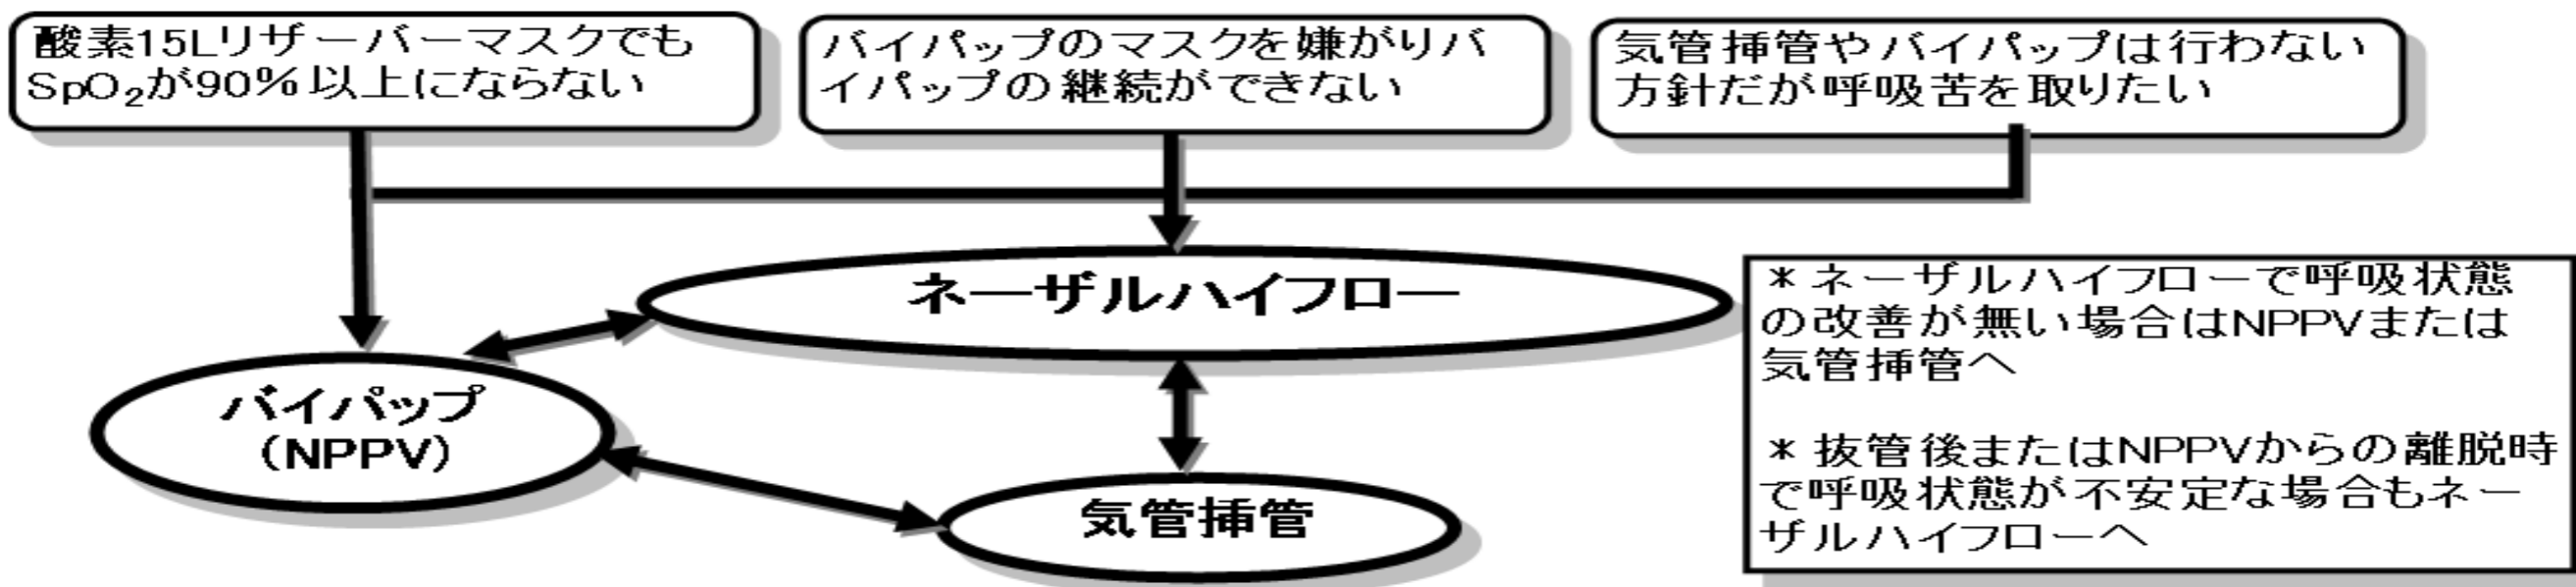 酸素15Lリザーバーマスクでも
SpO₂が90%以上にならない
バイパップのマスクを嫌がりバ
イパップの継続ができない
気管挿管やバイパップは行わない
方針だが呼吸苦を取りたい
ネーザルハイフロー
バイパップ
（NPPV）
気管挿管
＊ネーザルハイフローで呼吸状態
の改善が無い場合はNPPVまたは
気管挿管へ
＊抜管後またはNPPVからの離脱時
で呼吸状態が不安定な場合もネー
ザルハイフローへ